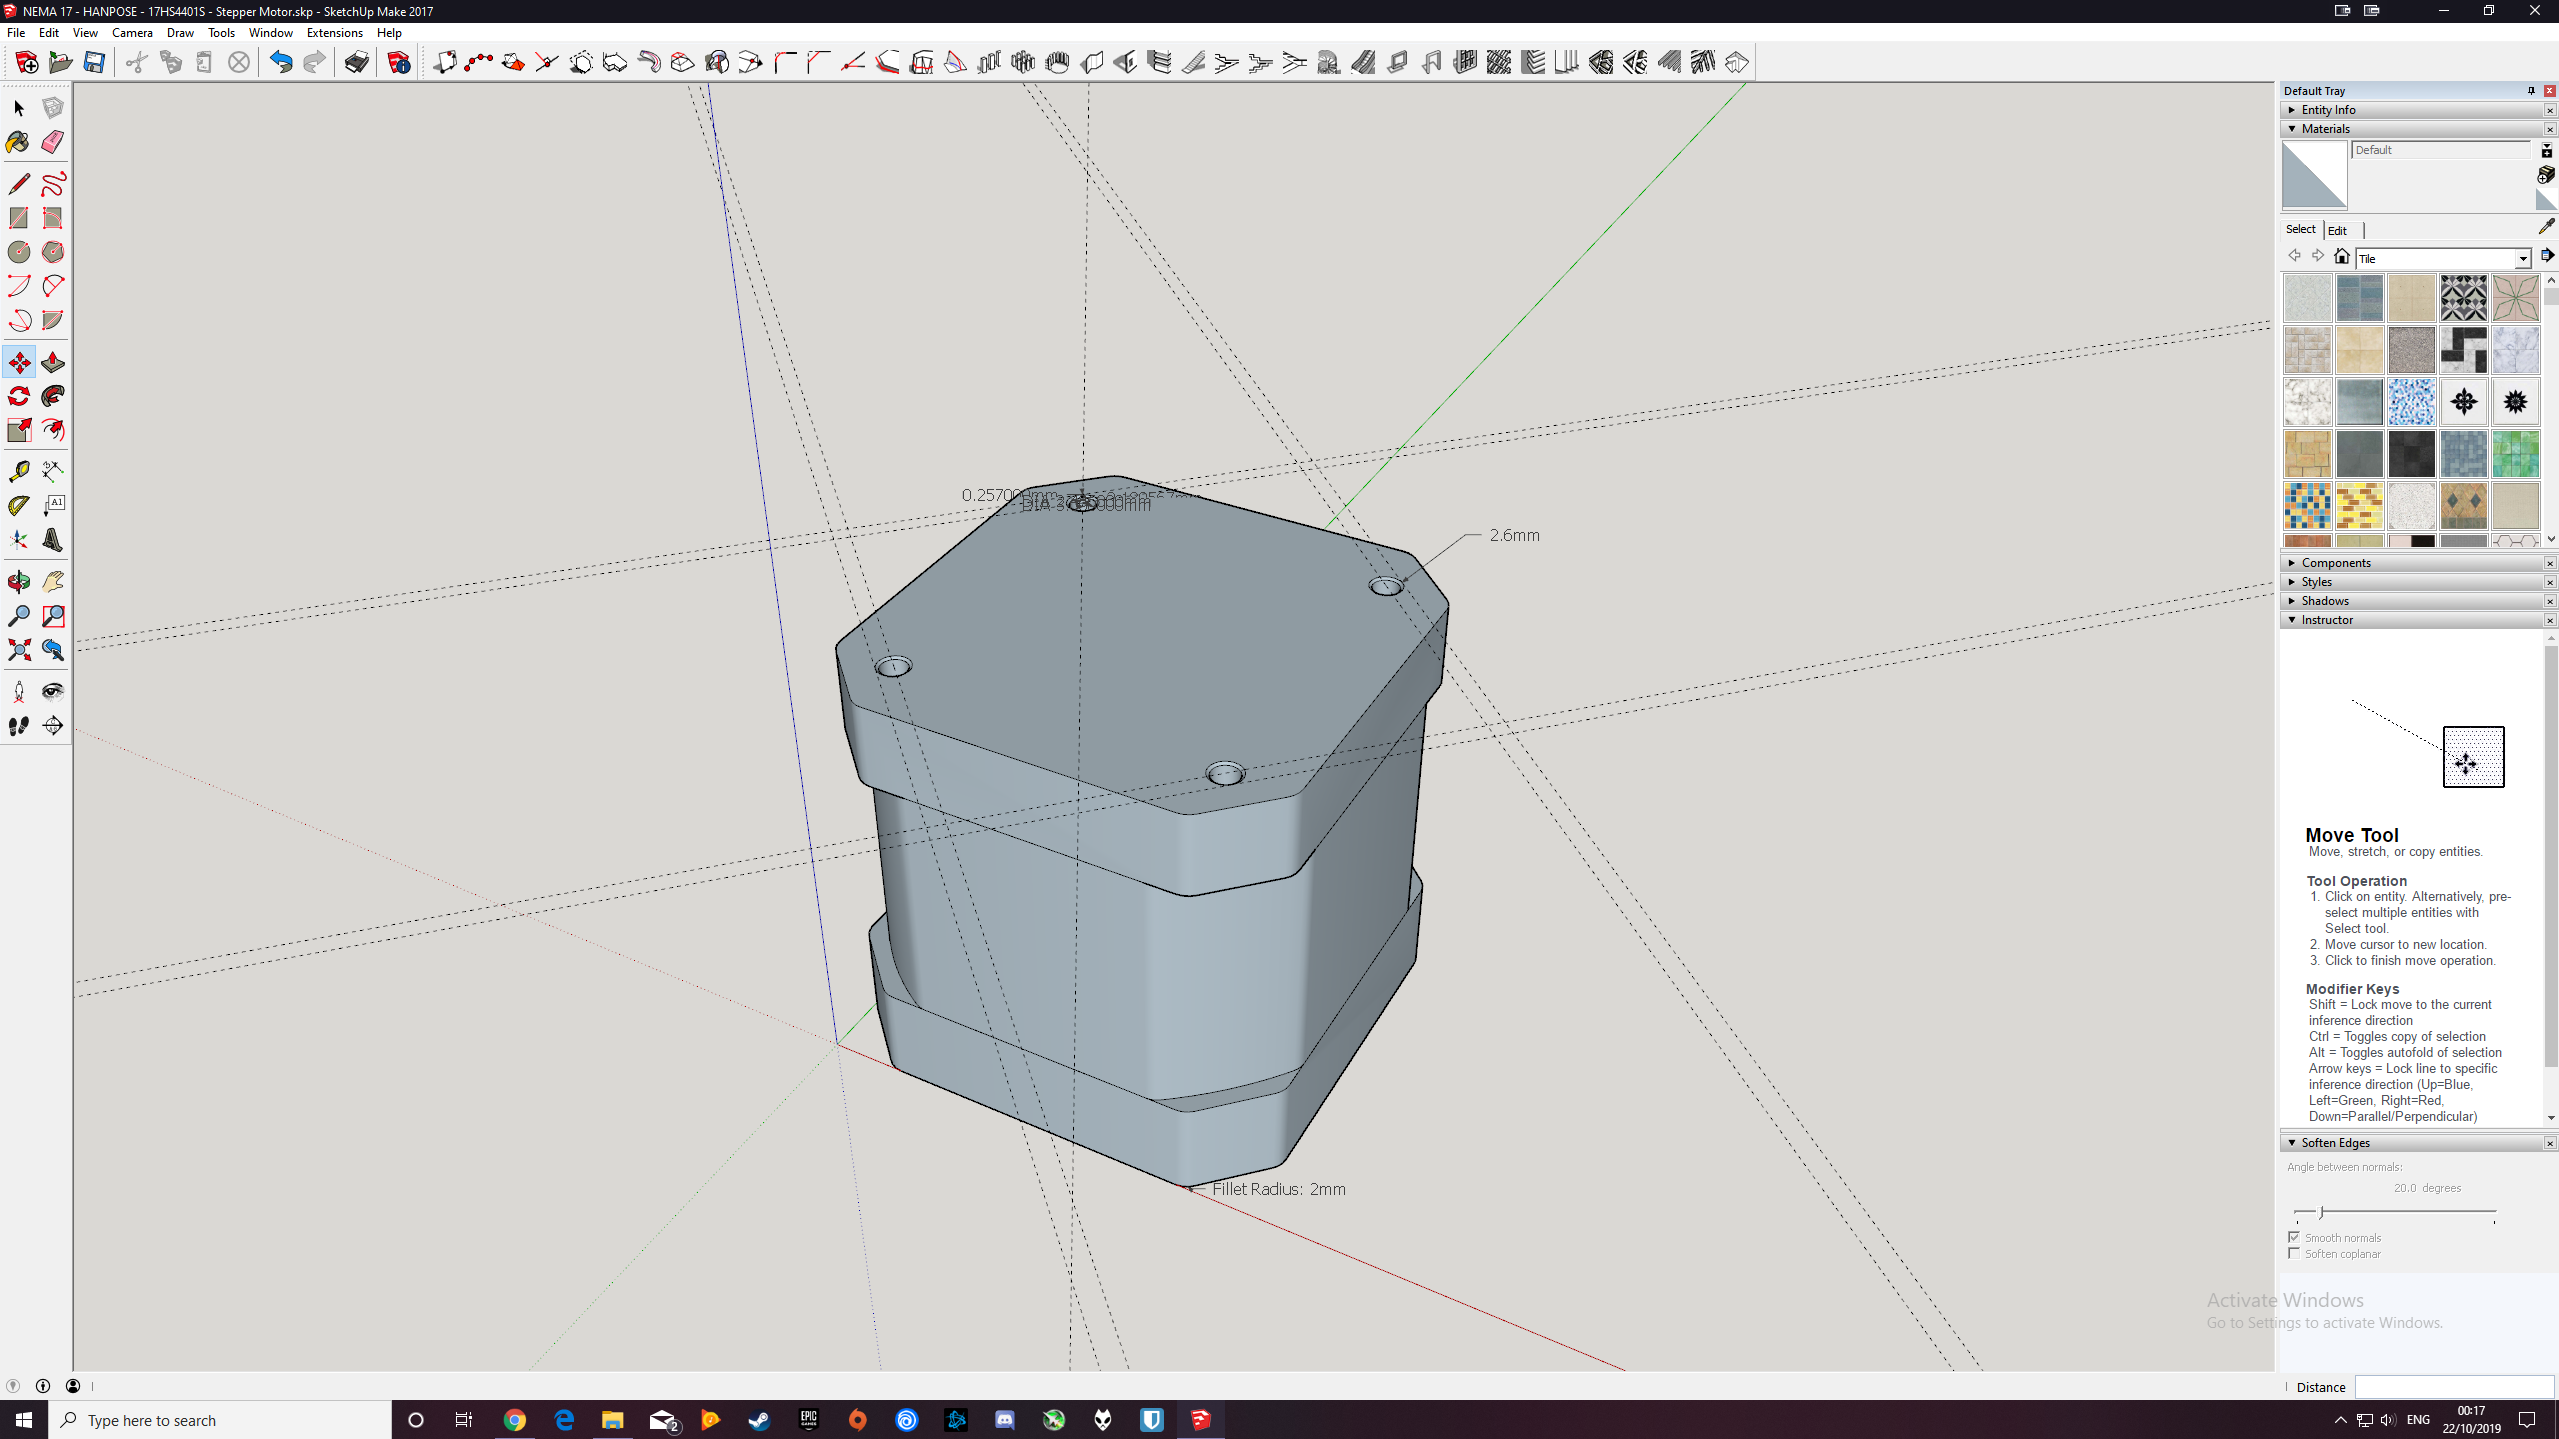 NEMA 17 - HANPOSE - 17HS4401S - Stepper Motor.skp - SketchUp Make 2017
File Edit View Camera Draw Tools Window Extensions Help
Default Tray
Entity Info
Materials
Default
Select Edit
Tile
2.6mm
Fillet Radius: 2mm
Components
Styles
Shadows
Instructor
Move Tool
Move, stretch, or copy entities.
Tool Operation
1. Click on entity. Alternatively, pre-
select multiple entities with
Select tool.
2. Move cursor to new location.
3. Click to finish move operation.
Modifier Keys
Shift = Lock move to the current
inference direction
Ctrl = Toggles copy of selection
Alt = Toggles autofold of selection
Arrow keys = Lock line to specific
inference direction (Up=Blue,
Left=Green, Right=Red,
Down=Parallel/Perpendicular)
Soften Edges
Angle between normals:
20.0 degrees
Smooth normals
Soften coplanar
Activate Windows
Go to Settings to activate Windows.
Distance
Type here to search
2
EPIC
GAMES
ENG
00:17
22/10/2019